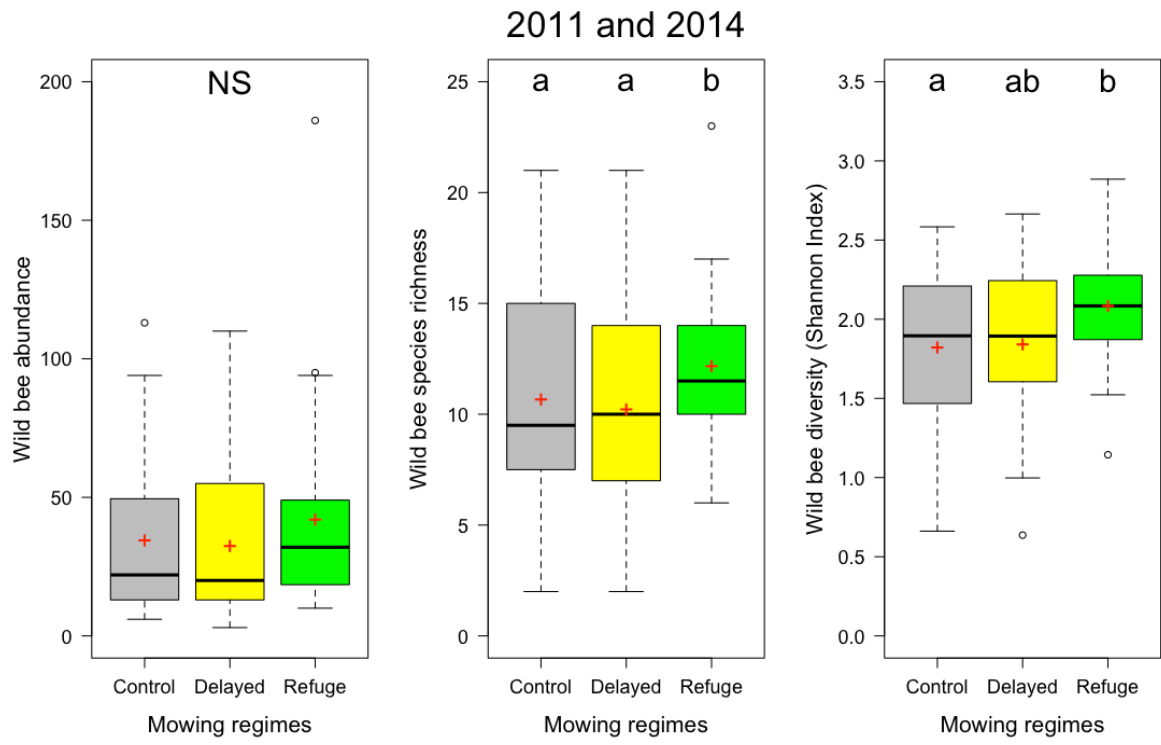 2011 and 2014
Wild bee abundance
200
150
100
50
0
NS
Control Delayed Refuge
Mowing regimes
Wild bee species richness
25
20
15
10
5
0
a a b
Control Delayed Refuge
Mowing regimes
Wild bee diversity (Shannon Index)
3.5
3.0
2.5
2.0
1.5
1.0
0.5
0.0
a ab b
Control Delayed Refuge
Mowing regimes